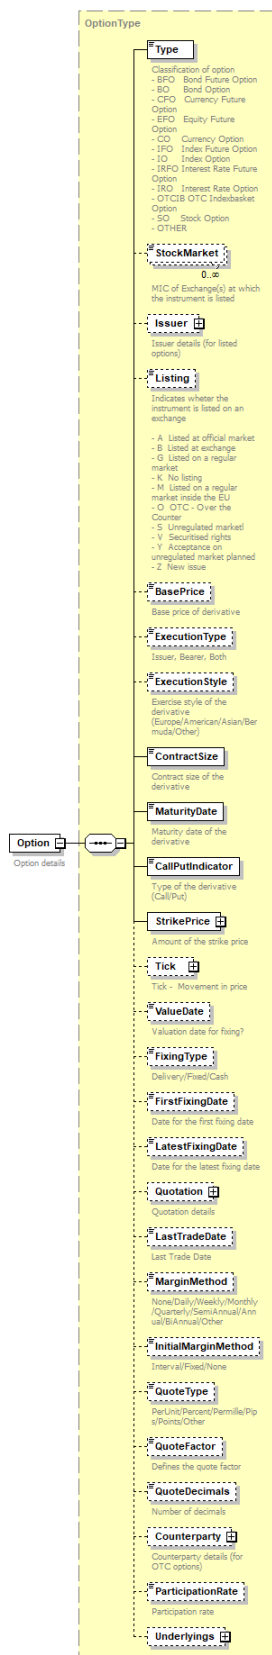 OptionType
Type
Classification of option
- BFO Bond Future Option
- BO Bond Option
- CFO Currency Future
Option
- EFO Equity Future
Option
- CO Currency Option
- IFO Index Future Option
- IO Index Option
- IRFO Interest Rate Future
Option
- IRO Interest Rate Option
- OTCIB OTC Indexbasket
Option
- SO Stock Option
- OTHER
StockMarket
0..∞
MIC of Exchange(s) at which
the instrument is listed
Issuer
Issuer details (for listed
options)
Listing
Indicates wheter the
instrument is listed on an
exchange
- A Listed at official market
- B Listed at exchange
- G Listed on a regular
market
- K No listing
- M Listed on a regular
market inside the EU
- O OTC - Over the
Counter
- S Unregulated marketl
- V Securitised rights
- Y Acceptance on
unregulated market planned
- Z New issue
BasePrice
Base price of derivative
ExecutionType
Issuer, Bearer, Both
ExecutionStyle
Exercise style of the
derivative
(Europe/American/Asian/Ber
muda/Other)
ContractSize
Contract size of the
derivative
MaturityDate
Maturity date of the
derivative
Option
Option details
CallPutIndicator
Type of the derivative
(Call/Put)
StrikePrice
Amount of the strike price
Tick
Tick - Movement in price
ValueDate
Valuation date for fixing?
FixingType
Delivery/Fixed/Cash
FirstFixingDate
Date for the first fixing date
LatestFixingDate
Date for the latest fixing date
Quotation
Quotation details
LastTradeDate
Last Trade Date
MarginMethod
None/Daily/Weekly/Monthly
/Quarterly/SemiAnnual/Ann
ual/BiAnnual/Other
InitialMarginMethod
Interval/Fixed/None
QuoteType
PerUnit/Percent/Permille/Pip
s/Points/Other
QuoteFactor
Defines the quote factor
QuoteDecimals
Number of decimals
Counterparty
Counterparty details (for
OTC options)
ParticipationRate
Participation rate
Underlyings